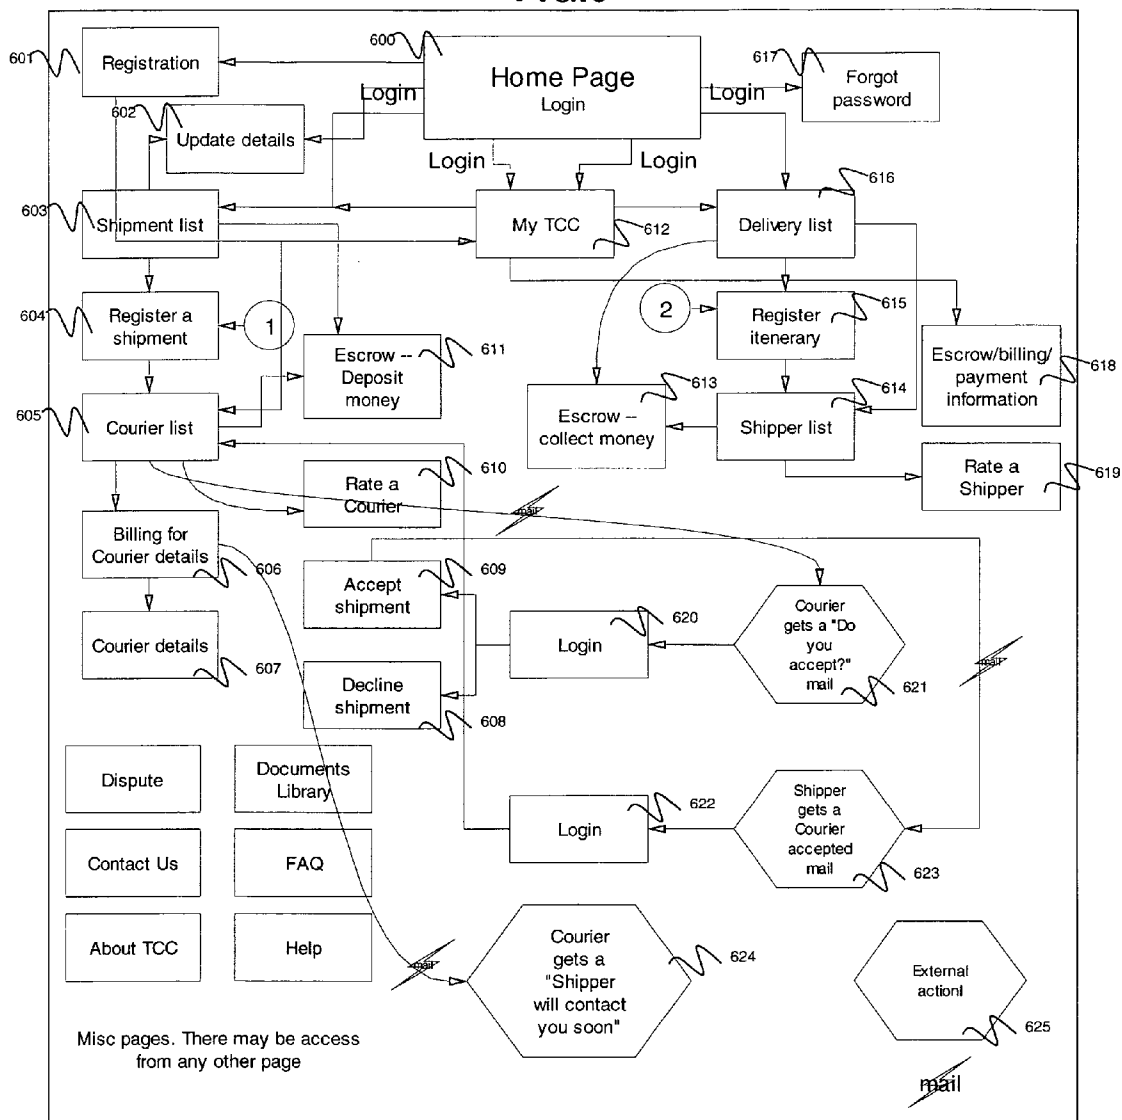 601
Registration
600
Home Page
Login
617
Forgot
password
Login
Login
602
Update details
Login
Login
616
603
Shipment list
My TCC
612
Delivery list
604
Register a
shipment
1
2
Register
itenerary
615
Escrow --
Deposit
money
611
Escrow/billing/
payment
information
618
605
Courier list
613
Escrow --
collect money
614
Shipper list
610
Rate a
Courier
mail
Rate a
Shipper
619
Billing for
Courier details
606
609
Accept
shipment
620
Login
Courier
gets a "Do
you
accept?"
mail
621
mail
Courier details
607
Decline
shipment
608
Dispute
Documents
Library
622
Login
Shipper
gets a
Courier
accepted
mail
623
Contact Us
FAQ
About TCC
Help
mail
Courier
gets a
"Shipper
will contact
you soon"
624
External
action!
625
Misc pages. There may be access
from any other page
mail